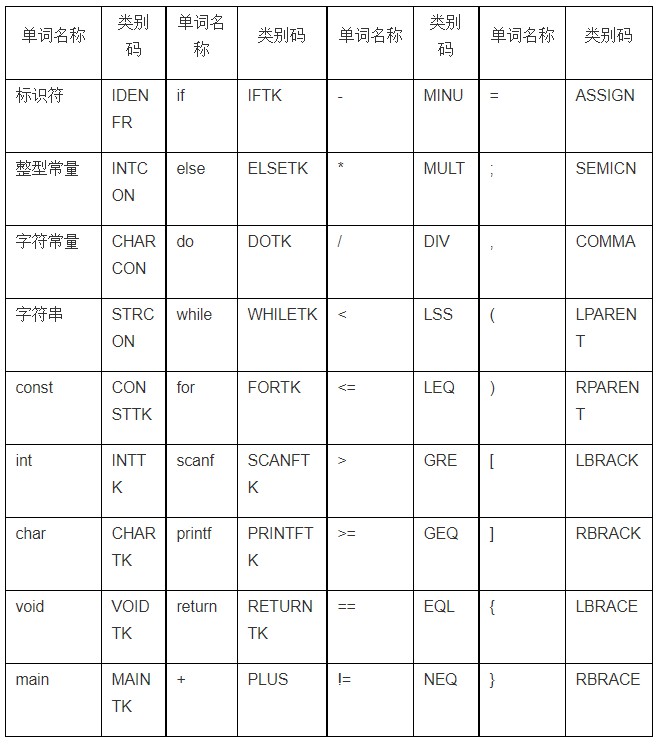 单词名称 类别码 单词名称 类别码 单词名称 类别码 单词名称 类别码
标识符 IDENFR if IFTK - MINU = ASSIGN
整型常量 INTCON else ELSETK * MULT ; SEMICN
字符常量 CHARCON do DOTK / DIV , COMMA
字符串 STRCON while WHILETK < LSS ( LPARENT
const CONSTTK for FORTK <= LEQ ) RPARENT
int INTTK scanf SCANFTK > GRE [ LBRACK
char CHARTK printf PRINTFTK >= GEQ ] RBRACK
void VOIDTK return RETURNTK == EQL { LBRACE
main MAINTK + PLUS != NEQ } RBRACE